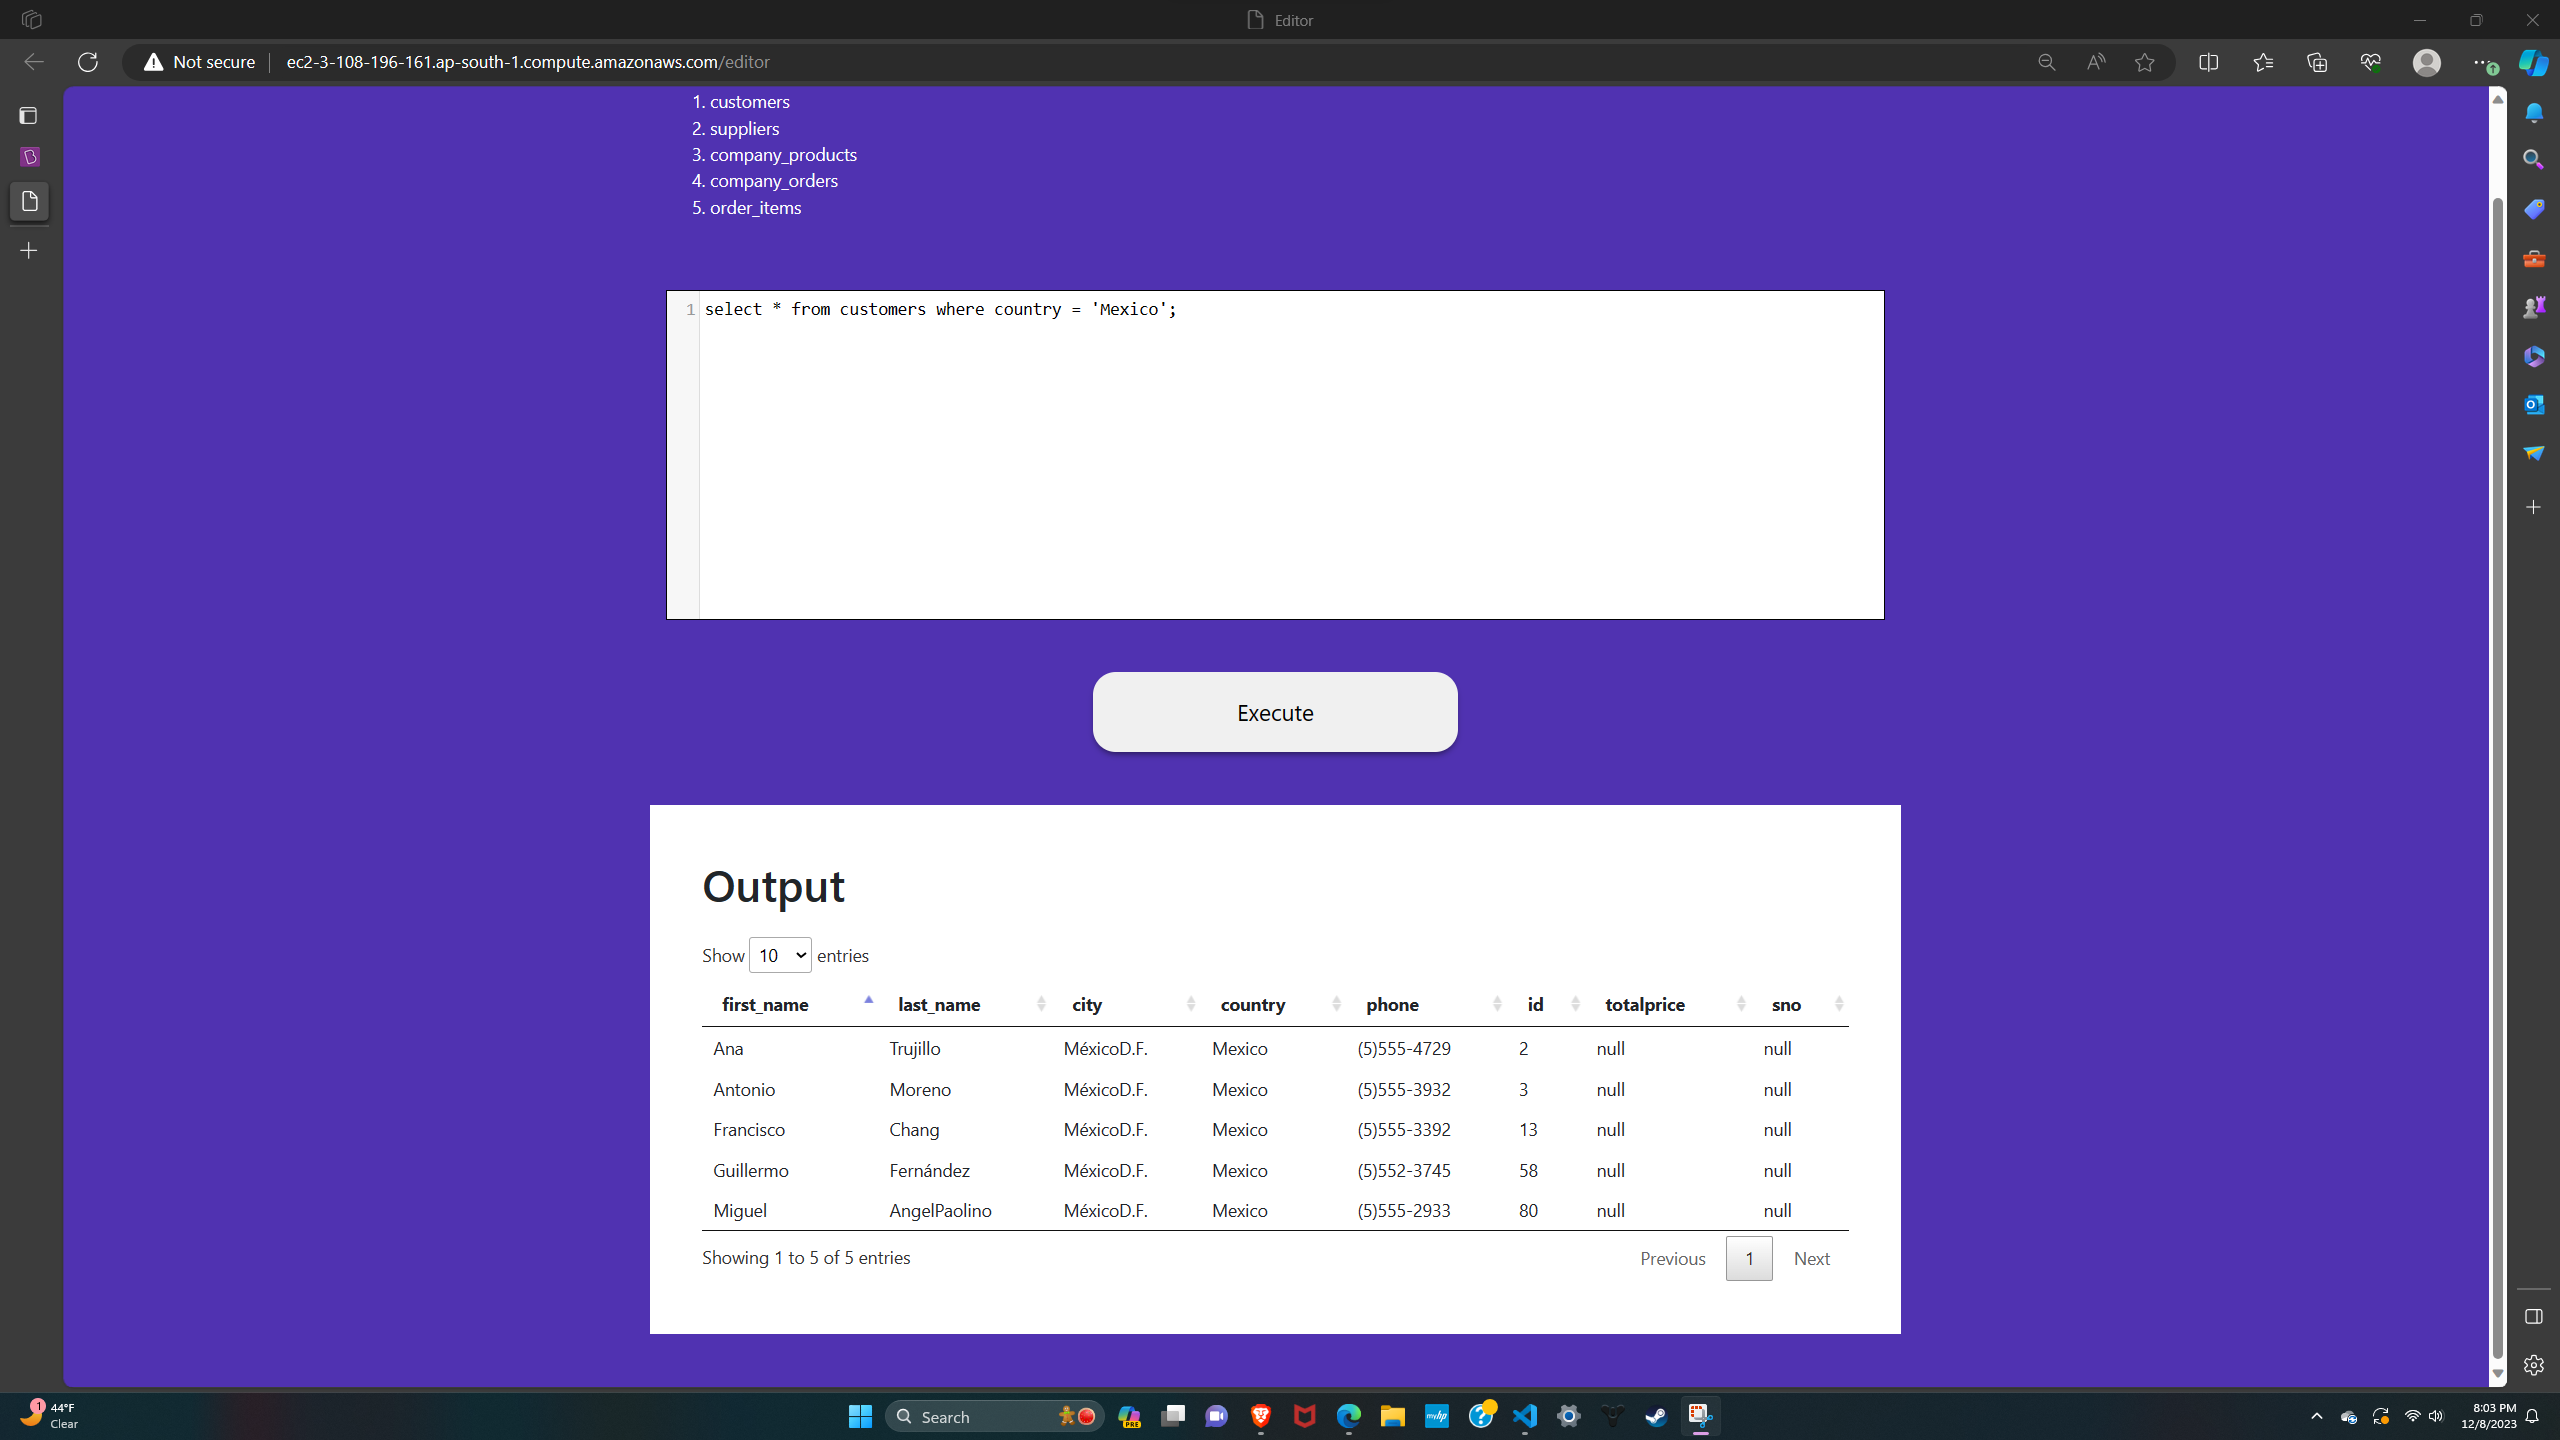 Editor
Not secure ec2-3-108-196-161.ap-south-1.compute.amazonaws.com/editor
1. customers
2. suppliers
3. company_products
4. company_orders
5. order_items
1 select * from customers where country = 'Mexico';
Execute
Output
Show 10 entries
first_name last_name city country phone id totalprice sno
Ana Trujillo MéxicoD.F. Mexico (5)555-4729 2 null null
Antonio Moreno MéxicoD.F. Mexico (5)555-3932 3 null null
Francisco Chang MéxicoD.F. Mexico (5)555-3392 13 null null
Guillermo Fernández MéxicoD.F. Mexico (5)552-3745 58 null null
Miguel AngelPaolino MéxicoD.F. Mexico (5)555-2933 80 null null
Showing 1 to 5 of 5 entries Previous 1 Next
1 44°F
Clear
Search
PRE
myhp
8:03 PM
12/8/2023